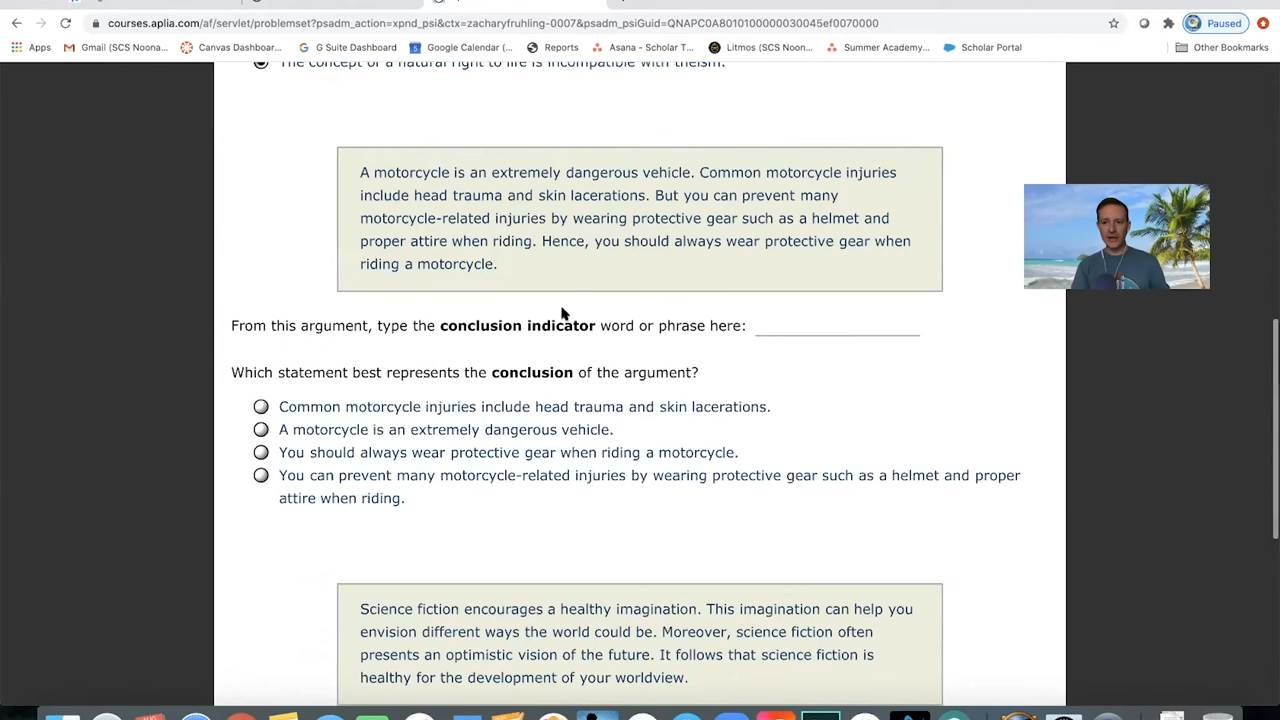 courses.aplia.com/af/servlet/problemset?psadm_action=xpnd_psi&ctx=zacharyfruhling-0007&psadm_psiGuid=QNAPC0A8010100000030045ef0070000
Paused
Apps
Gmail (SCS Noona...
Canvas Dashboar...
G Suite Dashboard
Google Calendar (...
Reports
Asana - Scholar T...
Litmos (SCS Noon...
Summer Academy...
Scholar Portal
Other Bookmarks
The concept of a natural right to life is incompatible with theism.
A motorcycle is an extremely dangerous vehicle. Common motorcycle injuries
include head trauma and skin lacerations. But you can prevent many
motorcycle-related injuries by wearing protective gear such as a helmet and
proper attire when riding. Hence, you should always wear protective gear when
riding a motorcycle.
From this argument, type the conclusion indicator word or phrase here:
Which statement best represents the conclusion of the argument?
Common motorcycle injuries include head trauma and skin lacerations.
A motorcycle is an extremely dangerous vehicle.
You should always wear protective gear when riding a motorcycle.
You can prevent many motorcycle-related injuries by wearing protective gear such as a helmet and proper
attire when riding.
Science fiction encourages a healthy imagination. This imagination can help you
envision different ways the world could be. Moreover, science fiction often
presents an optimistic vision of the future. It follows that science fiction is
healthy for the development of your worldview.